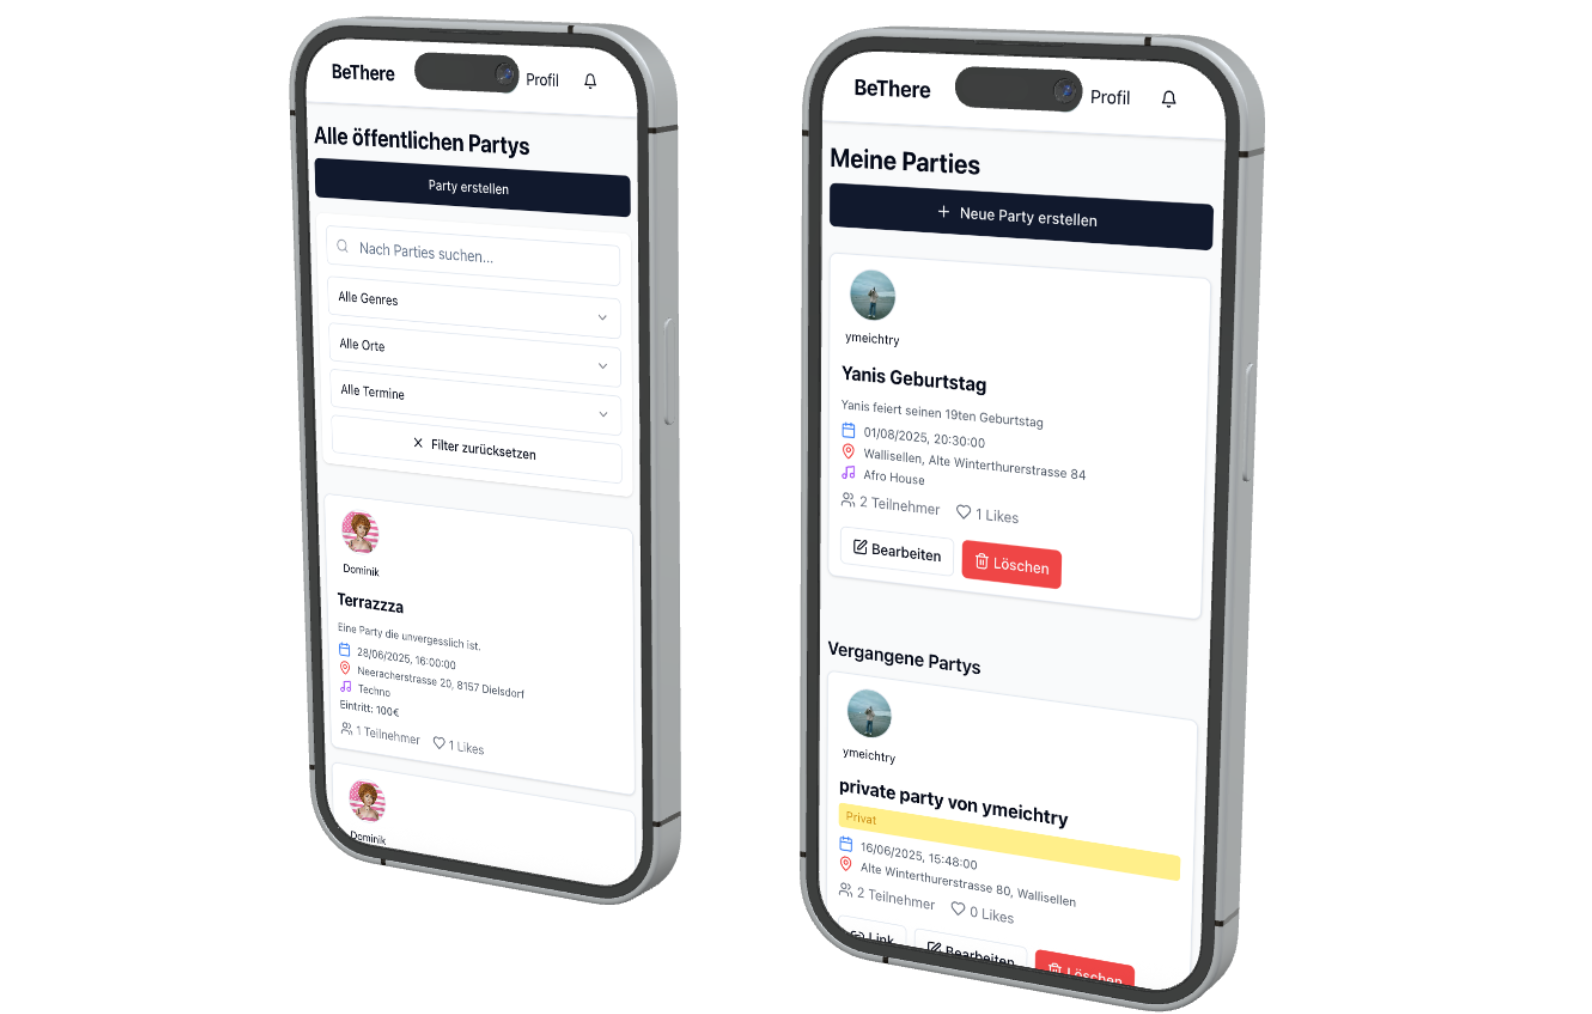 BeThere
Profil
Alle öffentlichen Partys
Party erstellen
Nach Parties suchen...
Alle Genres
Alle Orte
Alle Termine
Filter zurücksetzen
Dominik
Terrazzza
Eine Party die unvergesslich ist.
28/06/2025, 16:00:00
Neeracherstrasse 20, 8157 Dielsdorf
Techno
Eintritt: 100€
1 Teilnehmer 1 Likes
Dominik
BeThere
Profil
Meine Parties
+ Neue Party erstellen
ymeichtry
Yanis Geburtstag
Yanis feiert seinen 19ten Geburtstag
01/08/2025, 20:30:00
Wallisellen, Alte Winterthurerstrasse 84
Afro House
2 Teilnehmer 1 Likes
Bearbeiten Löschen
Vergangene Partys
ymeichtry
private party von ymeichtry
Privat
16/06/2025, 15:48:00
Alte Winterthurerstrasse 80, Wallisellen
2 Teilnehmer 0 Likes
Link Bearbeiten Löschen